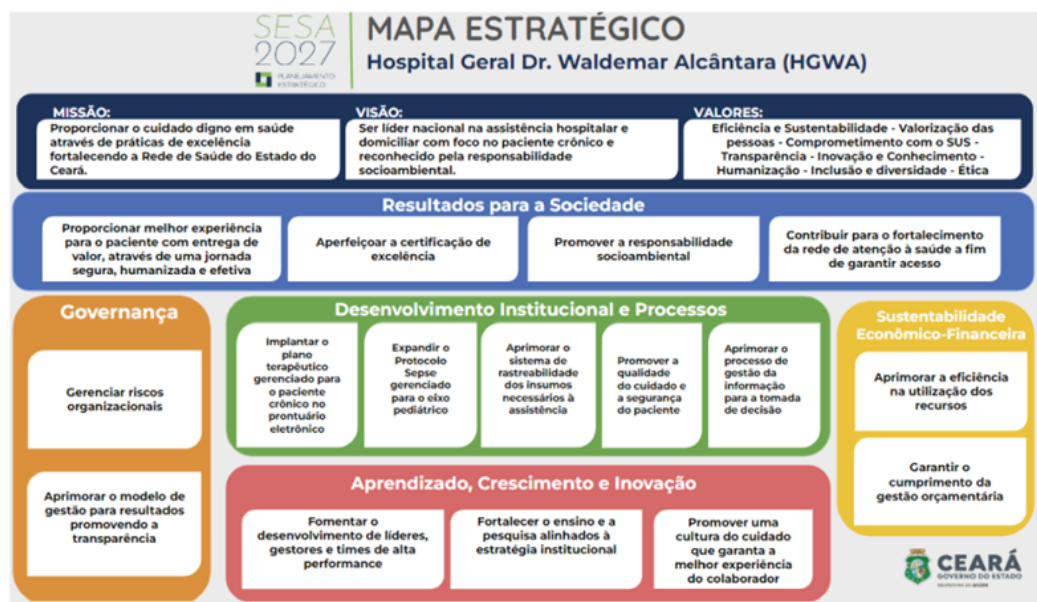 SESA
2027
PLANEJAMENTO
ESTRATÉGICO
MAPA ESTRATÉGICO
Hospital Geral Dr. Waldemar Alcântara (HGWA)
MISSÃO:
Proporcionar o cuidado digno em saúde
através de práticas de excelência
fortalecendo a Rede de Saúde do Estado do
Ceará.
VISÃO:
Ser líder nacional na assistência hospitalar e
domiciliar com foco no paciente crônico e
reconhecido pela responsabilidade
socioambiental.
VALORES:
Eficiência e Sustentabilidade - Valorização das
pessoas - Comprometimento com o SUS -
Transparência - Inovação e Conhecimento -
Humanização - Inclusão e diversidade - Ética
Resultados para a Sociedade
Proporcionar melhor experiência
para o paciente com entrega de
valor, através de uma jornada
segura, humanizada e efetiva
Aperfeiçoar a certificação de
excelência
Promover a responsabilidade
socioambiental
Contribuir para o fortalecimento
da rede de atenção à saúde a fim
de garantir acesso
Governança
Gerenciar riscos
organizacionais
Aprimorar o modelo de
gestão para resultados
promovendo a
transparência
Desenvolvimento Institucional e Processos
Implantar o
plano
terapêutico
gerenciado para
o paciente
crônico no
prontuário
eletrônico
Expandir o
Protocolo
Sepse
gerenciado
para o eixo
pediátrico
Aprimorar o
sistema de
rastreabilidade
dos insumos
necessários à
assistência
Promover a
qualidade
do cuidado e
a segurança
do paciente
Aprimorar o
processo de
gestão da
informação
para a tomada
de decisão
Aprendizado, Crescimento e Inovação
Fomentar o
desenvolvimento de líderes,
gestores e times de alta
performance
Fortalecer o ensino e a
pesquisa alinhados à
estratégia institucional
Promover uma
cultura do cuidado
que garanta a
melhor experiência
do colaborador
Sustentabilidade
Econômico-Financeira
Aprimorar a eficiência
na utilização dos
recursos
Garantir o
cumprimento da
gestão orçamentária
CEARÁ
GOVERNO DO ESTADO
SECRETARIA DA SAÚDE